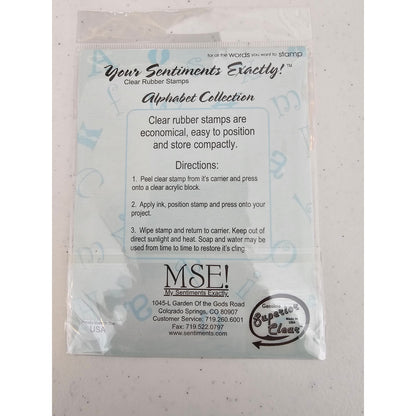 for all the words you want to stamp
Your Sentiments Exactly!™
Clear Rubber Stamps
Alphabet Collection
Clear rubber stamps are
economical, easy to position
and store compactly.
Directions:
1. Peel clear stamp from it's carrier and press
onto a clear acrylic block.
2. Apply ink, position stamp and press onto your
project.
3. Wipe stamp and return to carrier. Keep out of
direct sunlight and heat. Soap and water may be
used from time to time to restore it's cling.
MSE!
My Sentiments Exactly
1045-L Garden Of the Gods Road
Colorado Springs, CO 80907
Customer Service: 719.260.6001
Fax: 719.522.0797
www.sentiments.com
Genuine
Superior
Clear
Made in
USA
USA